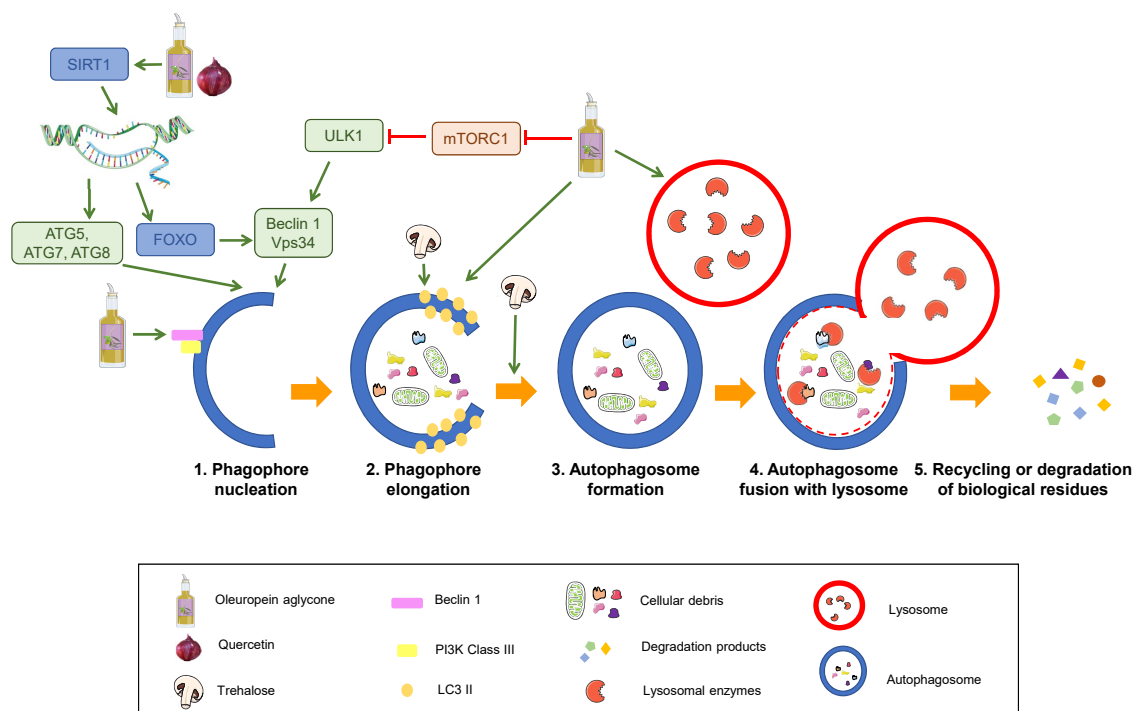 SIRT1
ULK1
mTORC1
ATG5,
ATG7, ATG8
FOXO
Beclin 1
Vps34
1. Phagophore
nucleation
2. Phagophore
elongation
3. Autophagosome
formation
4. Autophagosome
fusion with lysosome
5. Recycling or degradation
of biological residues
Oleuropein aglycone
Beclin 1
Cellular debris
Lysosome
Quercetin
PI3K Class III
Degradation products
Trehalose
LC3 II
Lysosomal enzymes
Autophagosome